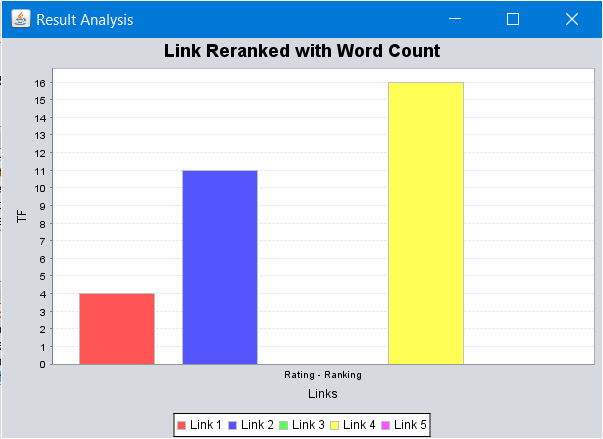 Result Analysis
Link Reranked with Word Count
16
15
14
13
12
11
10
9
8
7
6
5
4
3
2
1
0
TF
Rating - Ranking
Links
Link 1 Link 2 Link 3 Link 4 Link 5